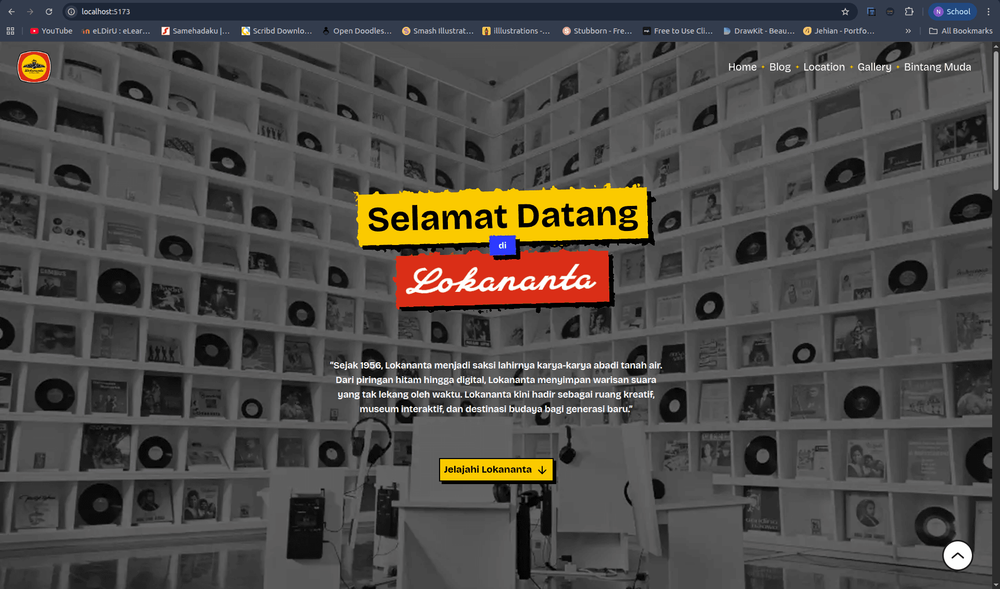 localhost:5173
School
YouTube
eLDirU : eLear...
Samehadaku |...
Scribd Downlo...
Open Doodles...
Smash Illustrat...
Illlustrations -...
Stubborn - Fre...
Free to Use Cli...
DrawKit - Beau...
Jehian - Portfo...
»
All Bookmarks
Home • Blog • Location • Gallery • Bintang Muda
Selamat Datang
di
Lokananta
“Sejak 1956, Lokananta menjadi saksi lahirnya karya-karya abadi tanah air.
Dari piringan hitam hingga digital, Lokananta menyimpan warisan suara
yang tak lekang oleh waktu. Lokananta kini hadir sebagai ruang kreatif,
museum interaktif, dan destinasi budaya bagi generasi baru.”
Jelajahi Lokananta